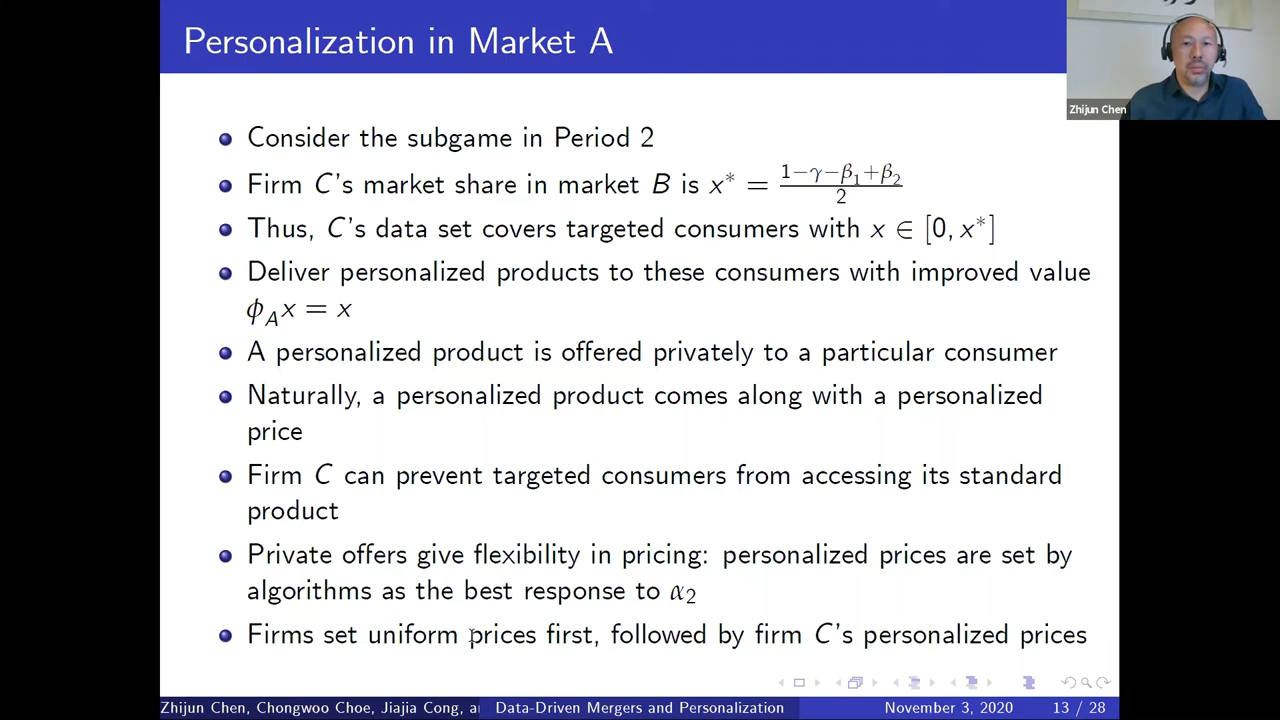 Personalization in Market A
Zhijun Chen
Consider the subgame in Period 2
Firm C's market share in market B is x* = (1−γ−β₁+β₂)/2
Thus, C's data set covers targeted consumers with x ∈ [0, x*]
Deliver personalized products to these consumers with improved value
ϕ_A x = x
A personalized product is offered privately to a particular consumer
Naturally, a personalized product comes along with a personalized
price
Firm C can prevent targeted consumers from accessing its standard
product
Private offers give flexibility in pricing: personalized prices are set by
algorithms as the best response to α₂
Firms set uniform prices first, followed by firm C's personalized prices
Zhijun Chen, Chongwoo Choe, Jiajia Cong, a
Data-Driven Mergers and Personalization
November 3, 2020
13 / 28